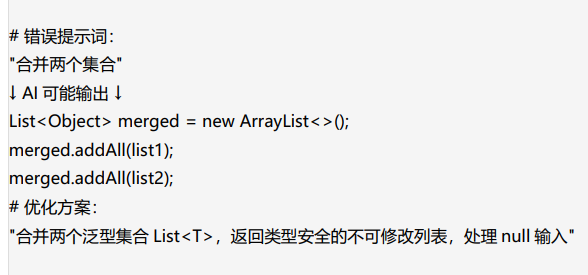 # 错误提示词：
"合并两个集合"
↓ AI 可能输出 ↓
List<Object> merged = new ArrayList<>();
merged.addAll(list1);
merged.addAll(list2);
# 优化方案：
"合并两个泛型集合 List<T>，返回类型安全的不可修改列表，处理 null 输入"